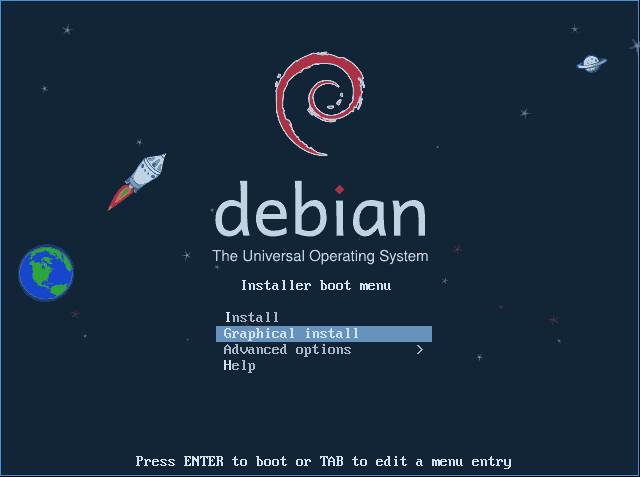 debian
The Universal Operating System
Installer boot menu
Install
Graphical install
Advanced options >
Help
Press ENTER to boot or TAB to edit a menu entry